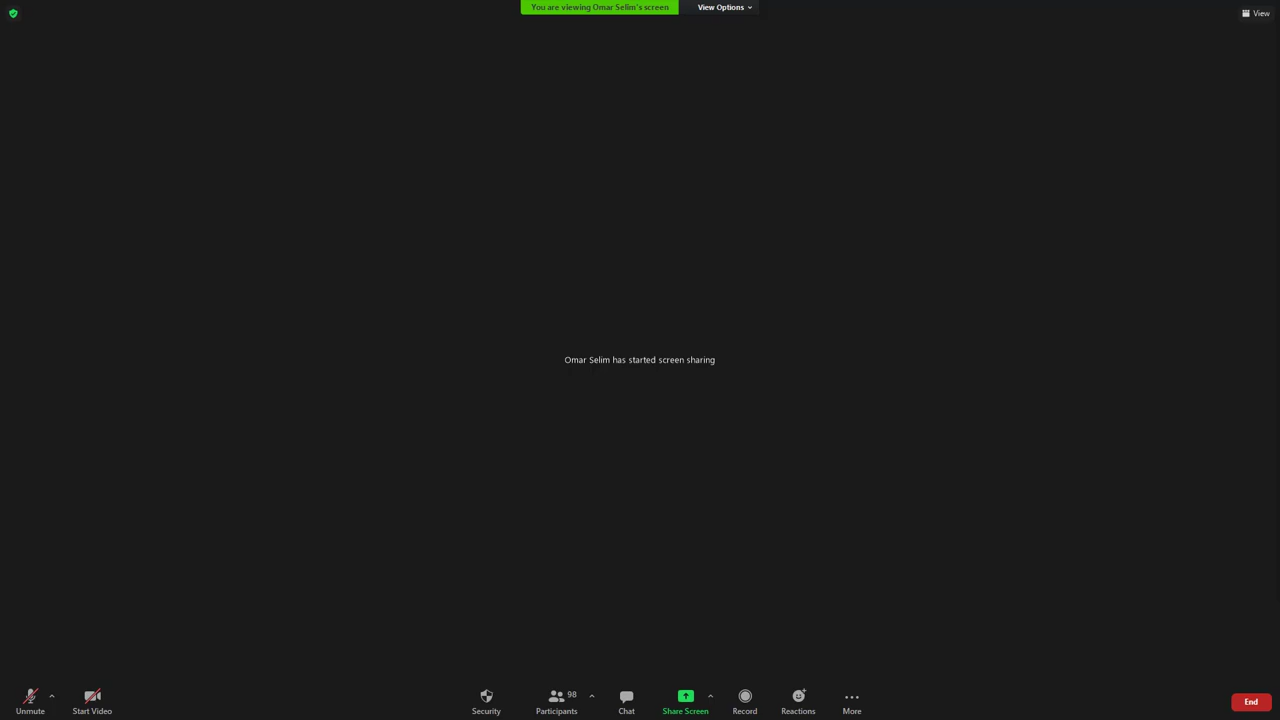 You are viewing Omar Selim's screen
View Options
View
Omar Selim has started screen sharing
98
Unmute
Start Video
Security
Participants
Chat
Share Screen
Record
Reactions
More
End